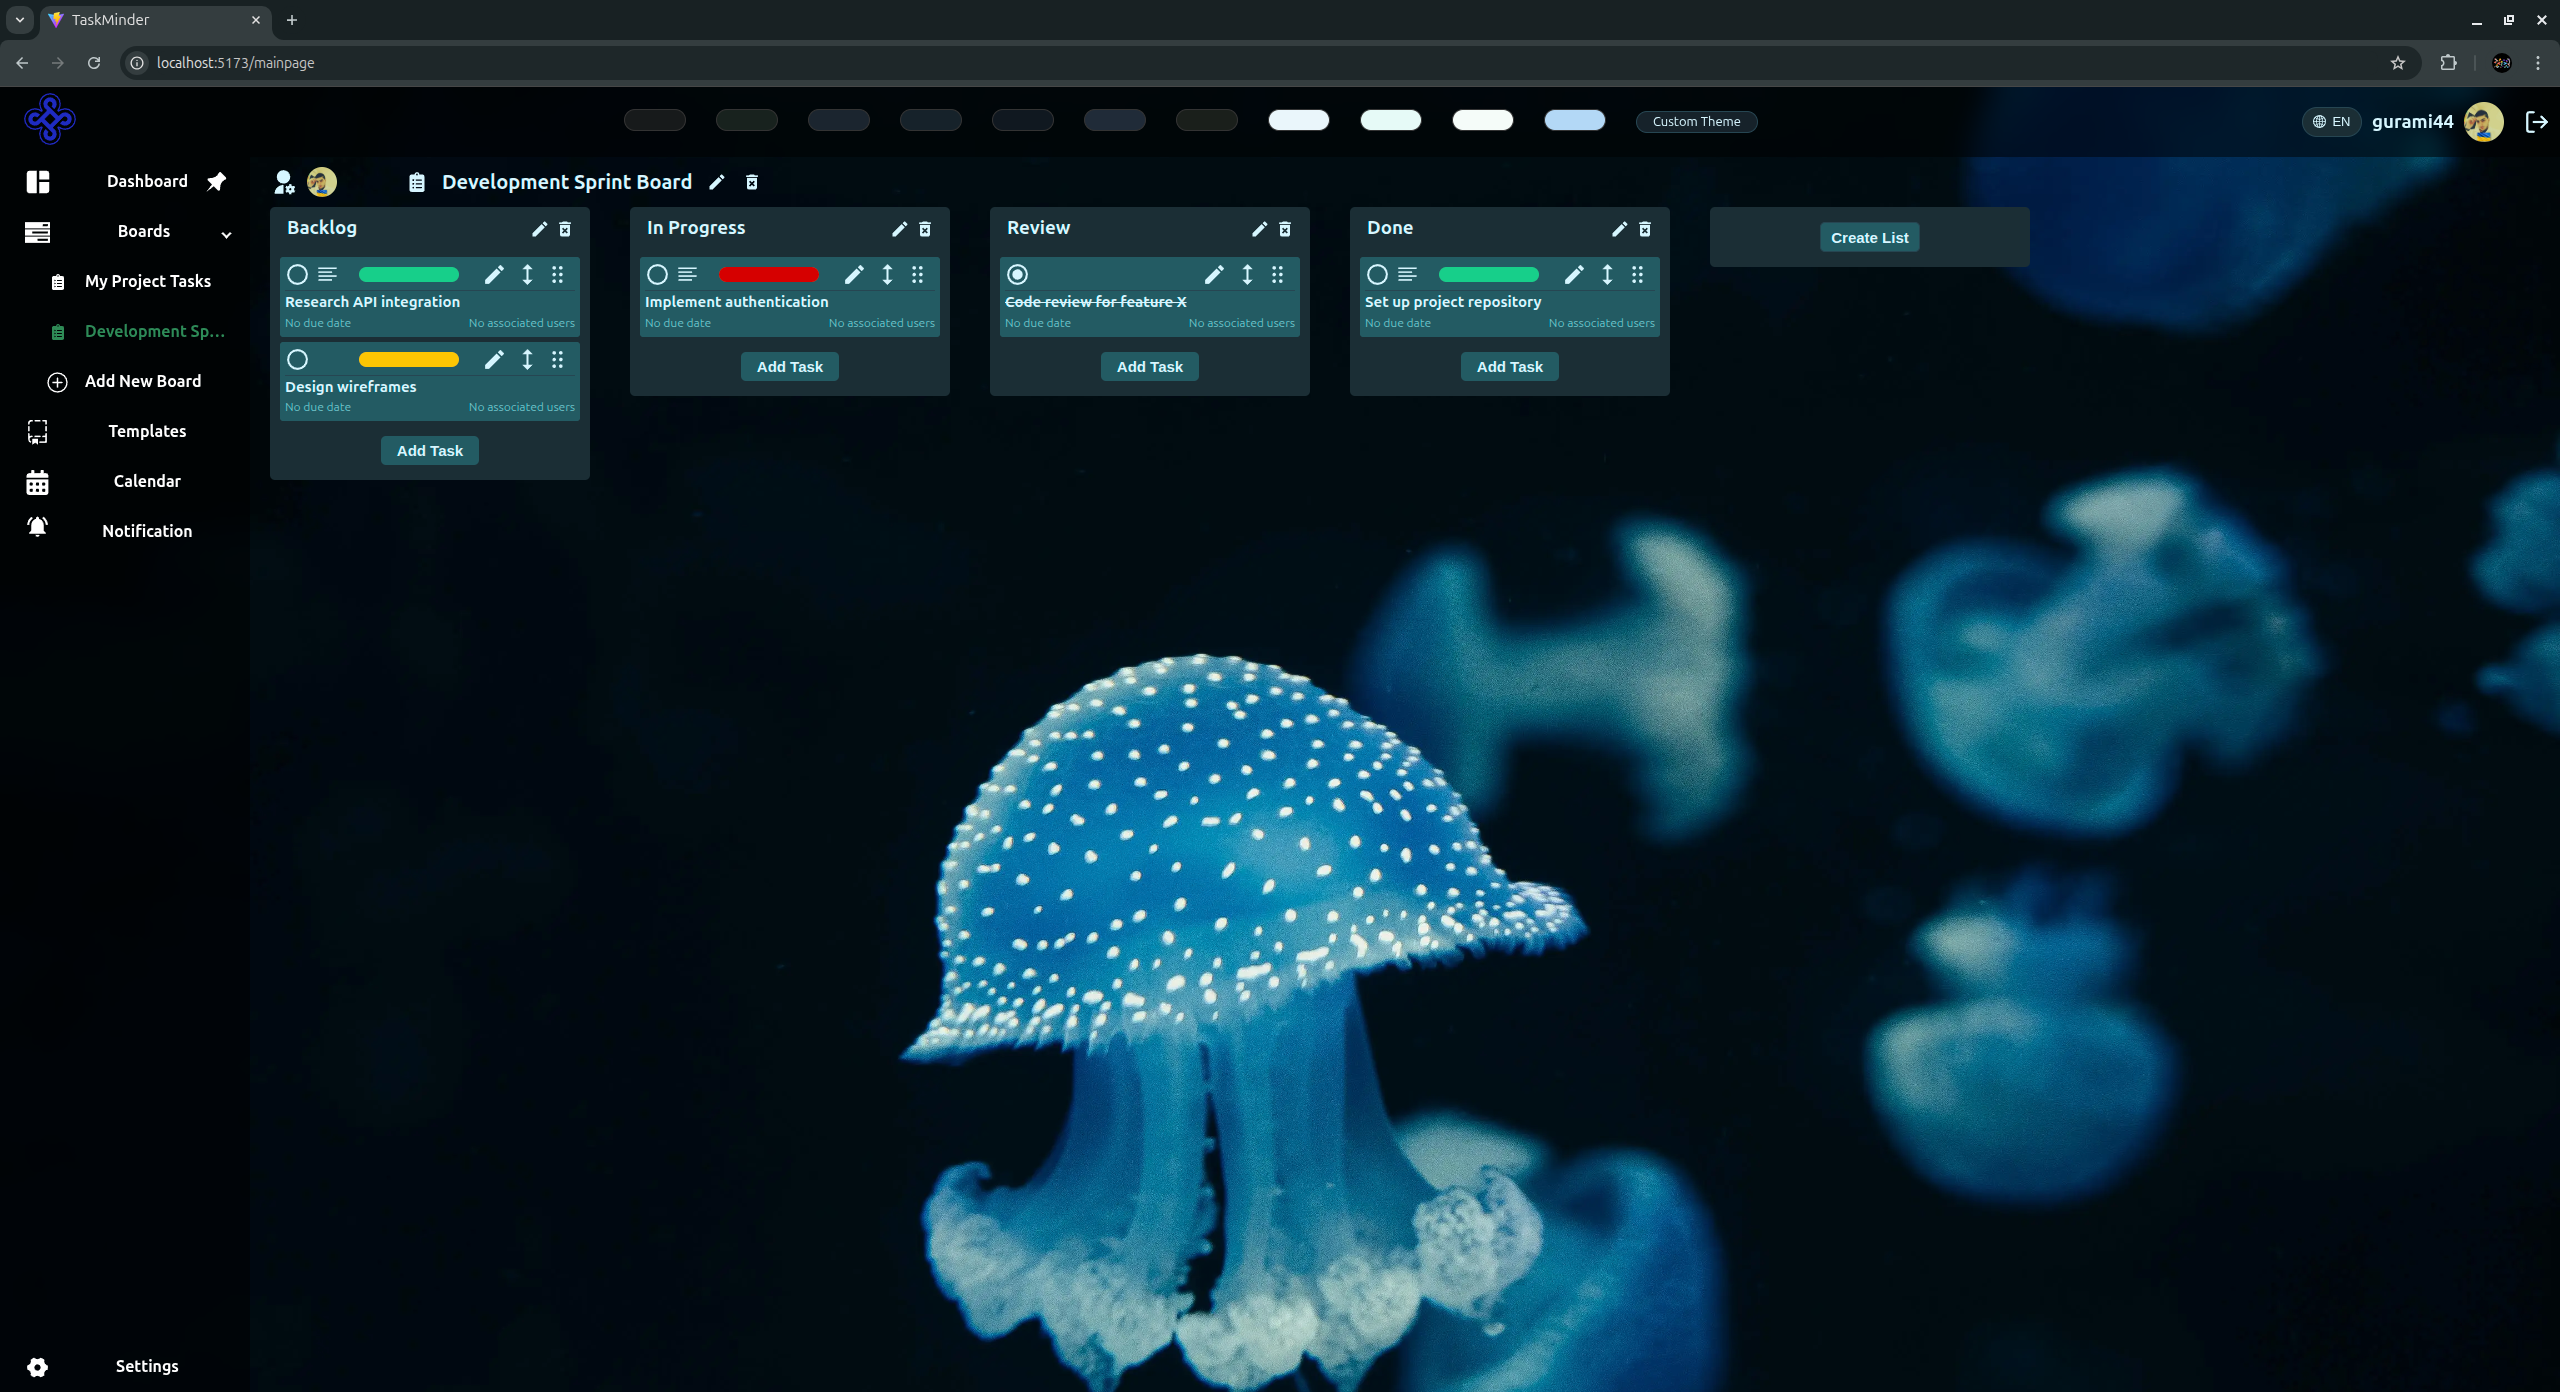 TaskMinder
localhost:5173/mainpage
Custom Theme
EN
gurami44
Dashboard
Boards
My Project Tasks
Development Sp...
Add New Board
Templates
Calendar
Notification
Settings
Development Sprint Board
Backlog
Research API integration
No due date No associated users
Design wireframes
No due date No associated users
Add Task
In Progress
Implement authentication
No due date No associated users
Add Task
Review
Code review for feature X
No due date No associated users
Add Task
Done
Set up project repository
No due date No associated users
Add Task
Create List